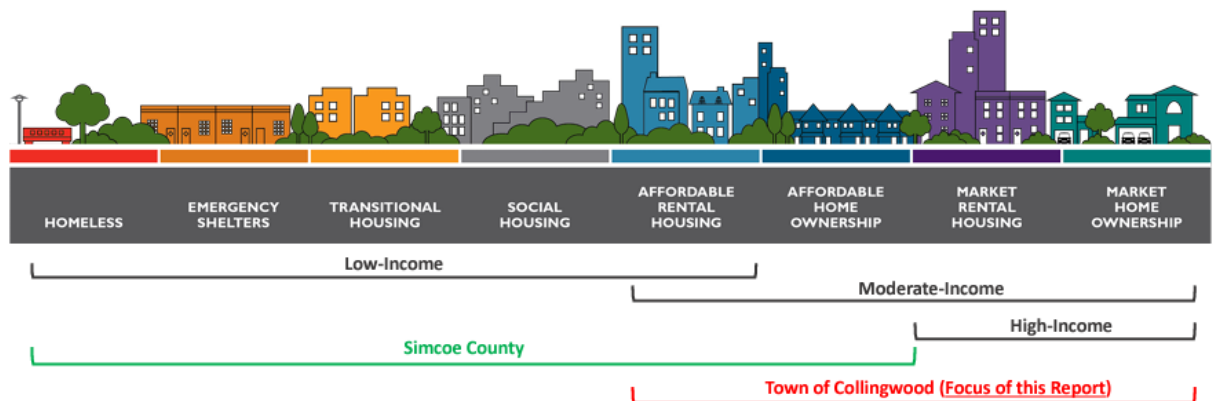 HOMELESS
EMERGENCY
SHELTERS
TRANSITIONAL
HOUSING
SOCIAL
HOUSING
AFFORDABLE
RENTAL
HOUSING
AFFORDABLE
HOME
OWNERSHIP
MARKET
RENTAL
HOUSING
MARKET
HOME
OWNERSHIP
Low-Income
Moderate-Income
High-Income
Simcoe County
Town of Collingwood (Focus of this Report)